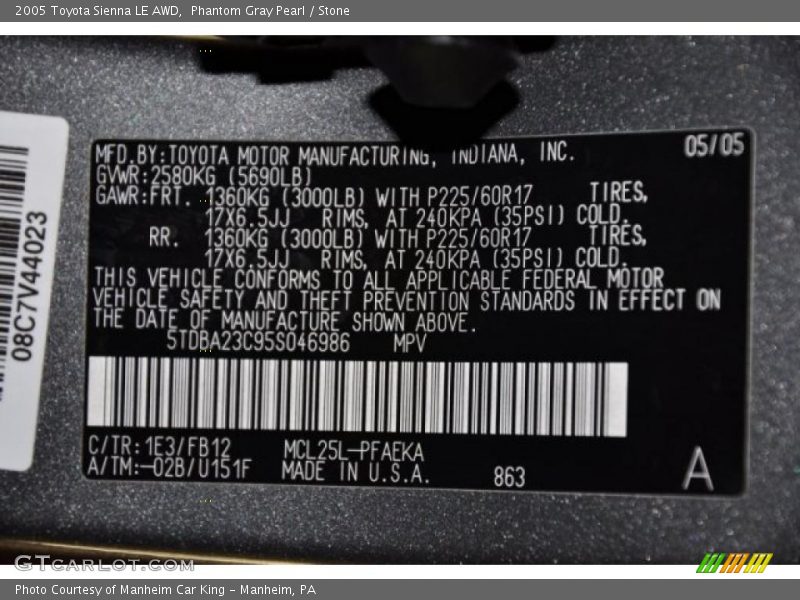 2005 Toyota Sienna LE AWD, Phantom Gray Pearl / Stone
MFD.BY:TOYOTA MOTOR MANUFACTURING, INDIANA, INC. 05/05
GVWR:2580KG (5690LB)
GAWR:FRT. 1360KG (3000LB) WITH P225/60R17 TIRES,
17X6.5JJ RIMS, AT 240KPA (35PSI) COLD.
RR. 1360KG (3000LB) WITH P225/60R17 TIRES,
17X6.5JJ RIMS, AT 240KPA (35PSI) COLD.
THIS VEHICLE CONFORMS TO ALL APPLICABLE FEDERAL MOTOR
VEHICLE SAFETY AND THEFT PREVENTION STANDARDS IN EFFECT ON
THE DATE OF MANUFACTURE SHOWN ABOVE.
5TDBA23C95S046986 MPV
C/TR:1E3/FB12 MCL25L-PFAEKA
A/TM:-02B/U151F MADE IN U.S.A. 863 A
08C7V44023
GTcarlot.com
Photo Courtesy of Manheim Car King - Manheim, PA